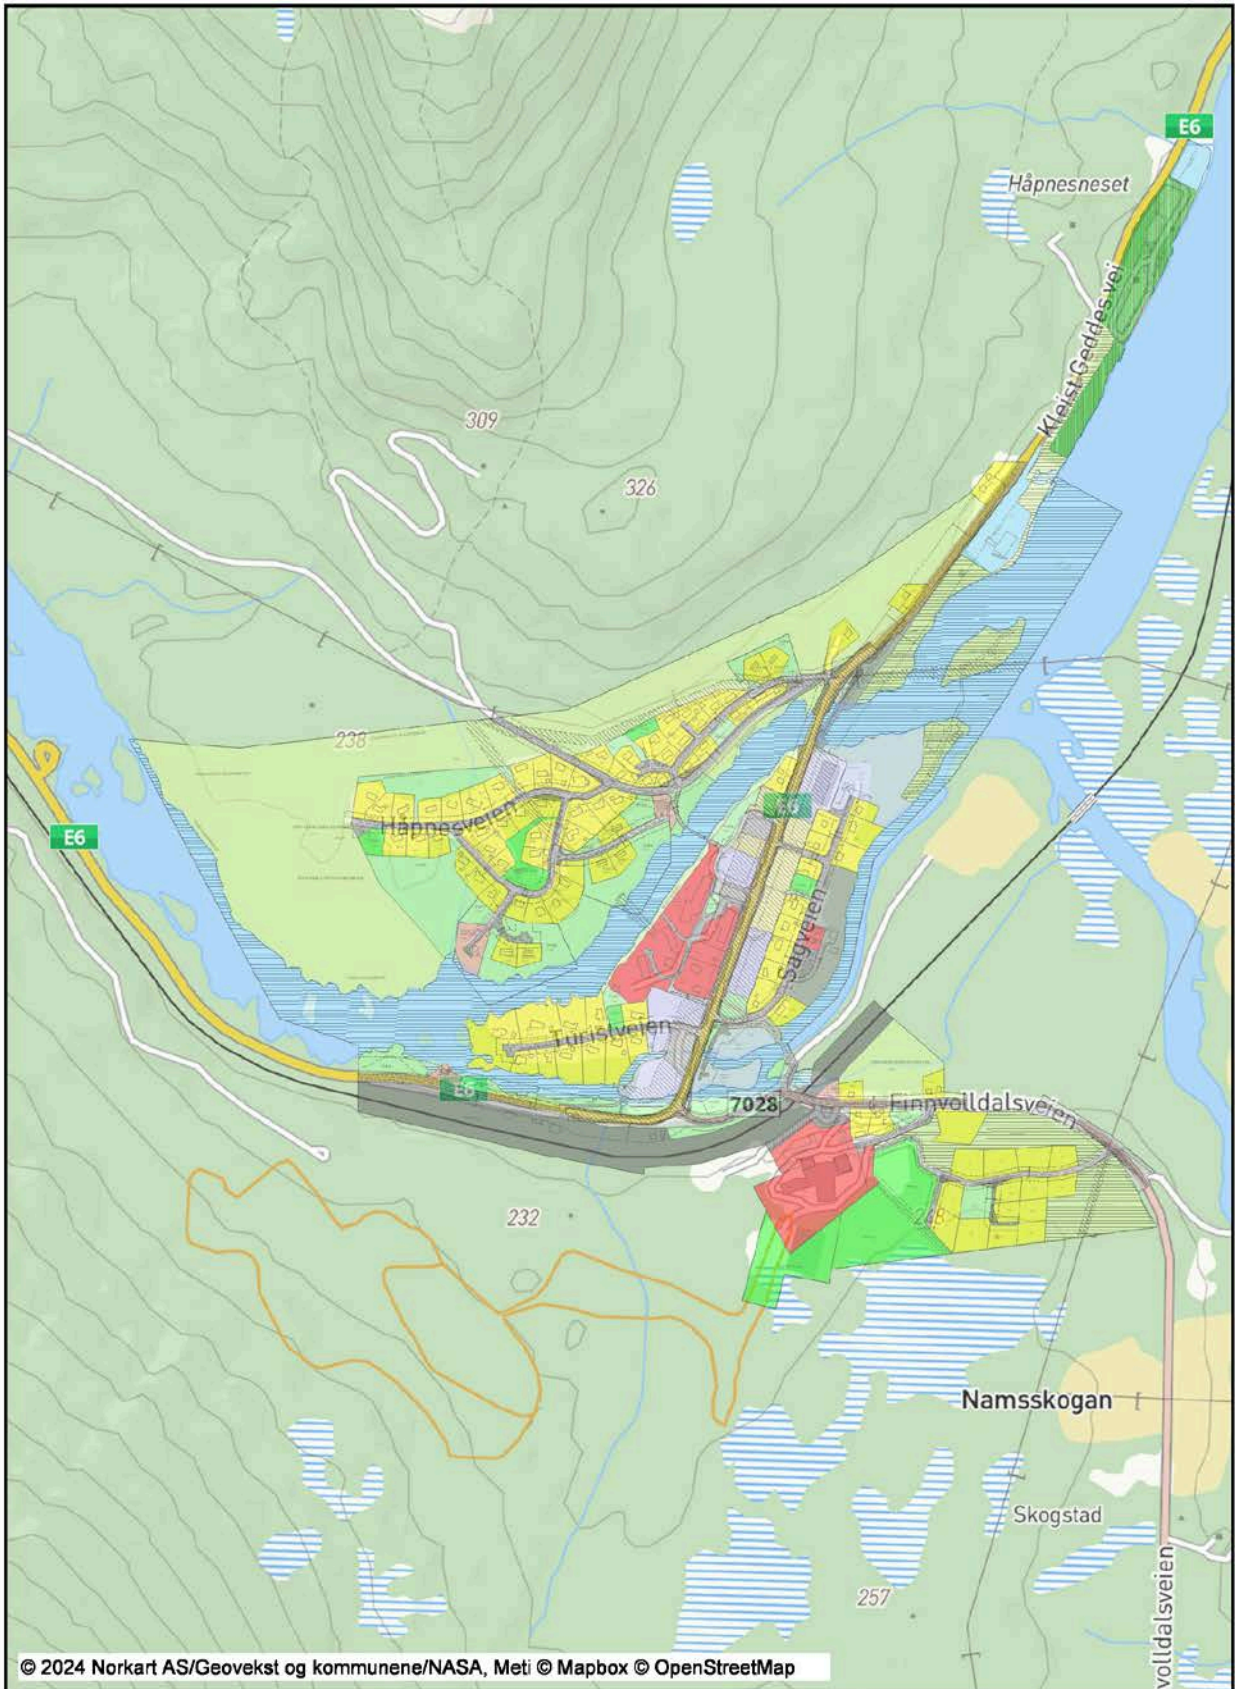 E6
Håpnesneset
Kleist Geddes vei
309
326
238
E6
E6
Håpnesveien
Sagveien
Turistveien
E6
7028
Finnvolldalsveien
248
232
Namsskogan
Skogstad
257
volldalsveien
© 2024 Norkart AS/Geovekst og kommunene/NASA, Meti © Mapbox © OpenStreetMap